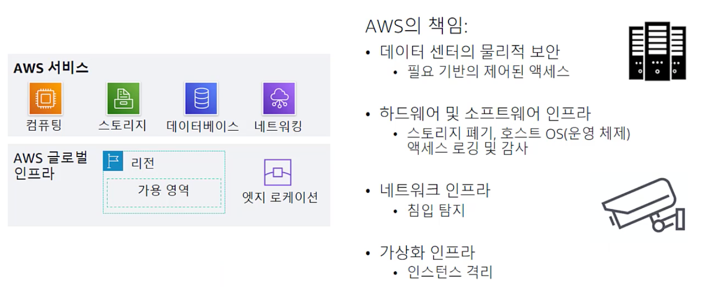 AWS 서비스
컴퓨팅
스토리지
데이터베이스
네트워킹
AWS 글로벌
인프라
리전
가용 영역
엣지 로케이션
AWS의 책임:
• 데이터 센터의 물리적 보안
• 필요 기반의 제어된 액세스
• 하드웨어 및 소프트웨어 인프라
• 스토리지 폐기, 호스트 OS(운영 체제)
액세스 로깅 및 감사
• 네트워크 인프라
• 침입 탐지
• 가상화 인프라
• 인스턴스 격리